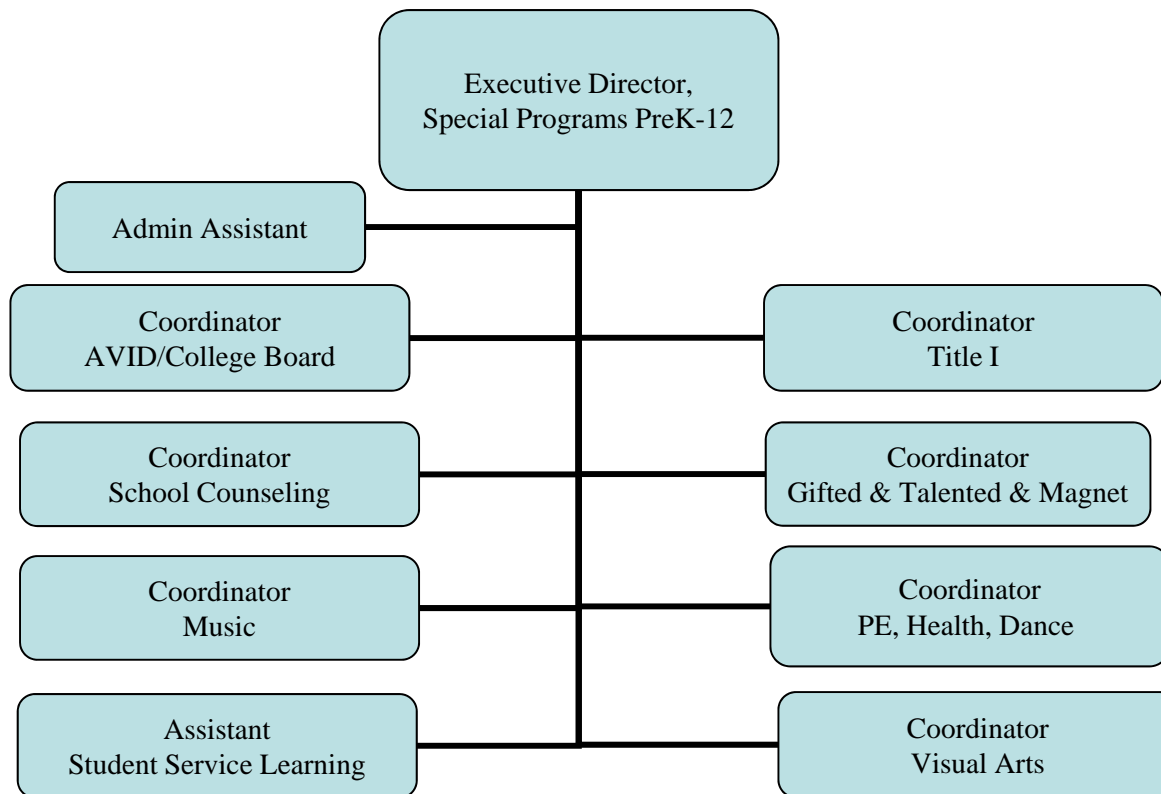 Executive Director,
Special Programs PreK-12
Admin Assistant
Coordinator
AVID/College Board
Coordinator
Title I
Coordinator
School Counseling
Coordinator
Gifted & Talented & Magnet
Coordinator
Music
Coordinator
PE, Health, Dance
Assistant
Student Service Learning
Coordinator
Visual Arts